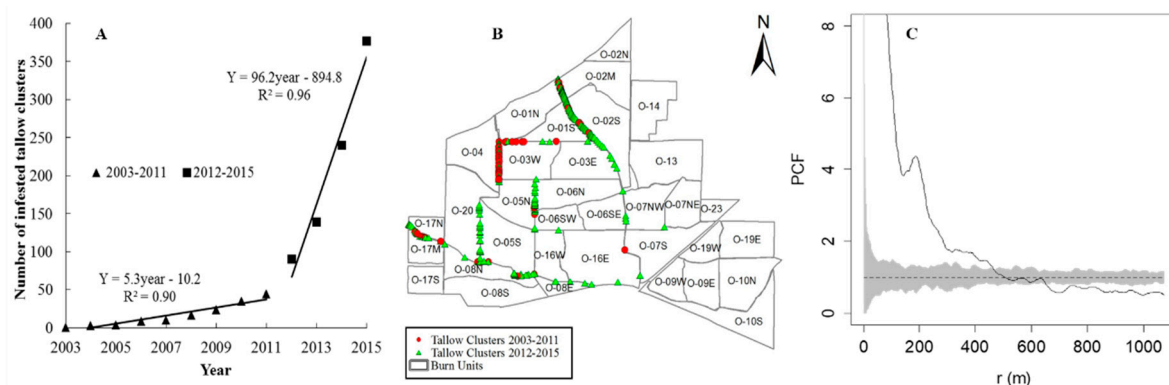 A
Number of infested tallow clusters
400
350
300
250
200
150
100
50
0
Y = 96.2year - 894.8
R² = 0.96
▲ 2003-2011 ■ 2012-2015
Y = 5.3year - 10.2
R² = 0.90
2003 2005 2007 2009 2011 2013 2015
Year
B
N
O-02N
O-02M
O-14
O-01N
O-01S
O-02S
O-04
O-03W
O-03E
O-13
O-06N
O-05N
O-20
O-07NW
O-07NE
O-23
O-06SW
O-06SE
O-17N
O-17M
O-05S
O-07S
O-19W
O-19E
O-16W
O-16E
O-08N
O-17S
O-08S
O-08E
O-09W
O-09E
O-10N
O-10S
Tallow Clusters 2003-2011
Tallow Clusters 2012-2015
Burn Units
C
PCF
8
6
4
2
0
0 200 400 600 800 1000
r (m)